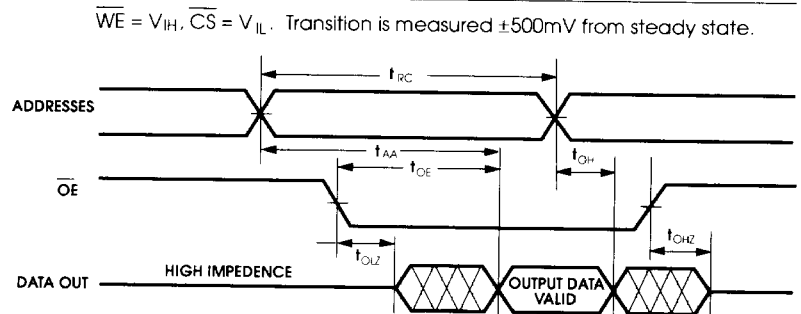 WE = VIH, CS = VIL. Transition is measured ±500mV from steady state.
tRC
ADDRESSES
tAA
tOE
tOH
OE
tOLZ
tOHZ
DATA OUT
HIGH IMPEDENCE
OUTPUT DATA
VALID